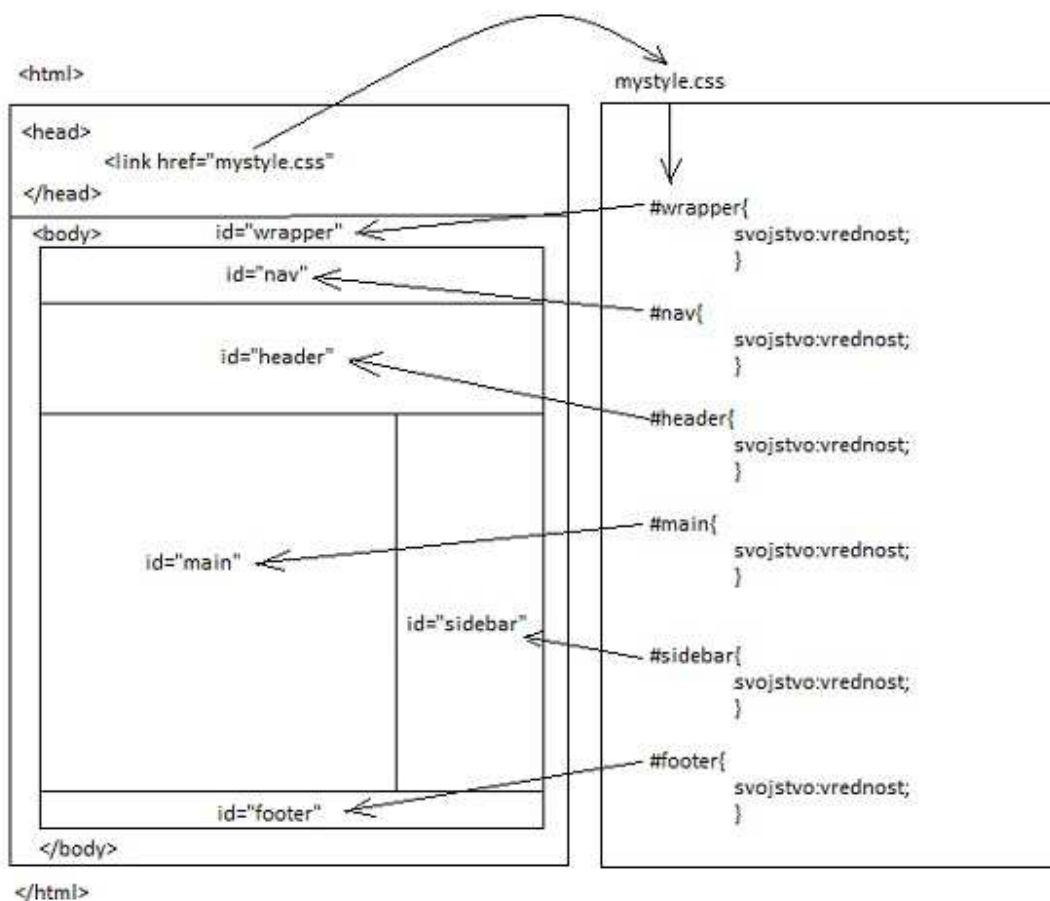 <html>
<head>
<link href="mystyle.css"
</head>
<body>
id="wrapper"
id="nav"
id="header"
id="main"
id="sidebar"
id="footer"
</body>
</html>
mystyle.css
#wrapper{
svojstvo:vrednost;
}
#nav{
svojstvo:vrednost;
}
#header{
svojstvo:vrednost;
}
#main{
svojstvo:vrednost;
}
#sidebar{
svojstvo:vrednost;
}
#footer{
svojstvo:vrednost;
}